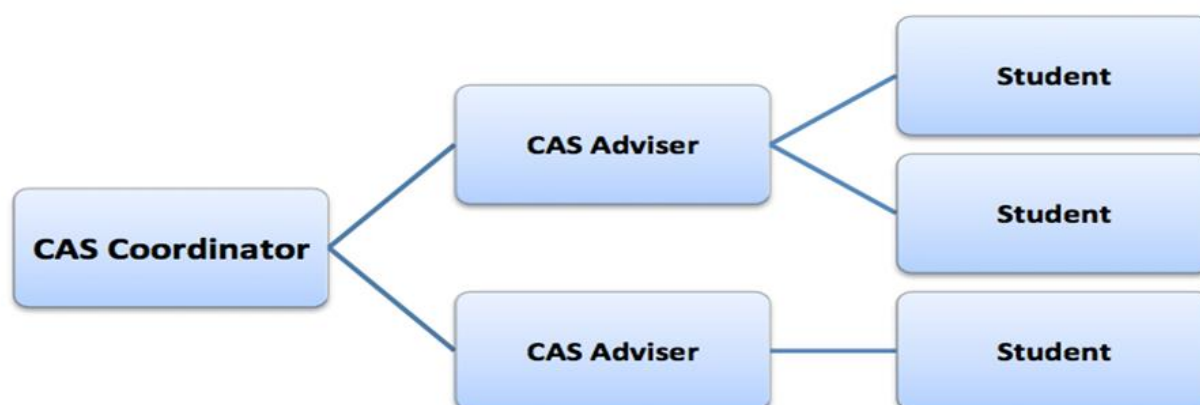 Student
CAS Adviser
Student
CAS Coordinator
CAS Adviser
Student